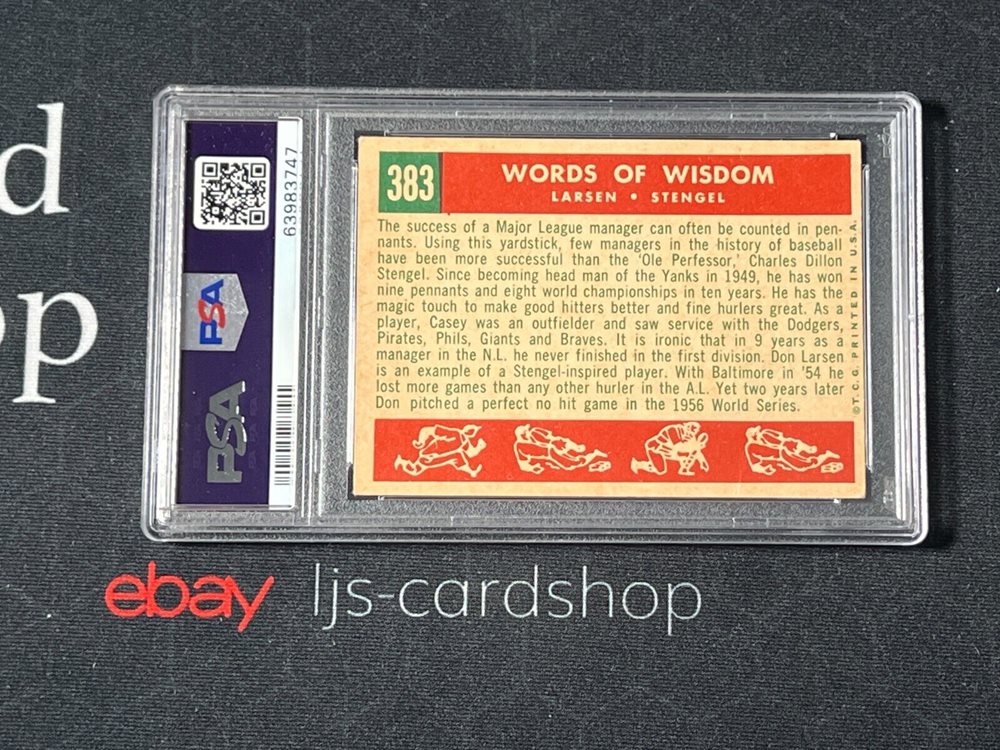 d
op
63983747
PSA
PSA
383
WORDS OF WISDOM
LARSEN • STENGEL
The success of a Major League manager can often be counted in pen-
nants. Using this yardstick, few managers in the history of baseball
have been more successful than the 'Ole Perfessor,' Charles Dillon
Stengel. Since becoming head man of the Yanks in 1949, he has won
nine pennants and eight world championships in ten years. He has the
magic touch to make good hitters better and fine hurlers great. As a
player, Casey was an outfielder and saw service with the Dodgers,
Pirates, Phils, Giants and Braves. It is ironic that in 9 years as a
manager in the N.L. he never finished in the first division. Don Larsen
is an example of a Stengel-inspired player. With Baltimore in '54 he
lost more games than any other hurler in the A.L. Yet two years later
Don pitched a perfect no hit game in the 1956 World Series.
© T.C.G. PRINTED IN U.S.A.
ebay ljs-cardshop